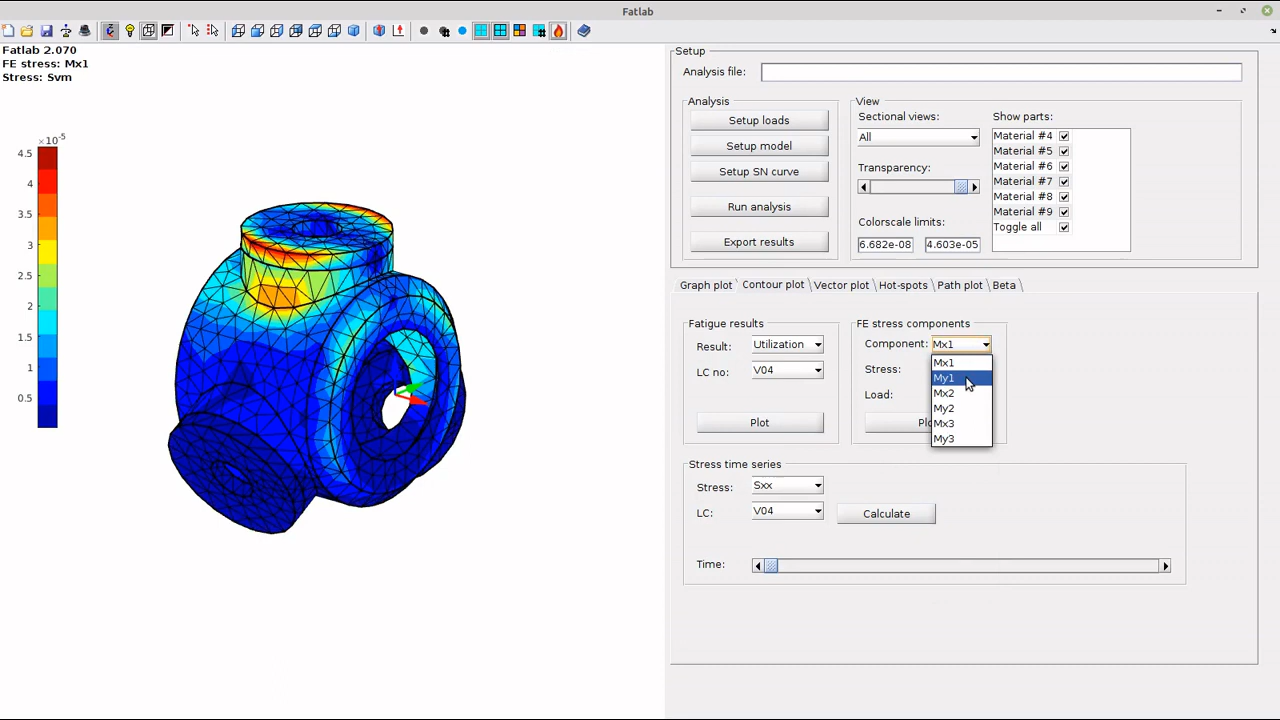 Fatlab
Fatlab 2.070
FE stress: Mx1
Stress: Svm
×10-5
4.5
4
3.5
3
2.5
2
1.5
1
0.5
Setup
Analysis file:
Analysis
Setup loads
Setup model
Setup SN curve
Run analysis
Export results
View
Sectional views:
All
Transparency:
Colorscale limits:
6.682e-08
4.603e-05
Show parts:
Material #4
Material #5
Material #6
Material #7
Material #8
Material #9
Toggle all
Graph plot
Contour plot
Vector plot
Hot-spots
Path plot
Beta
Fatigue results
Result:
Utilization
LC no:
V04
Plot
FE stress components
Component:
Mx1
Stress:
Load:
Mx1
My1
Mx2
My2
Mx3
My3
Stress time series
Stress:
Sxx
LC:
V04
Calculate
Time: